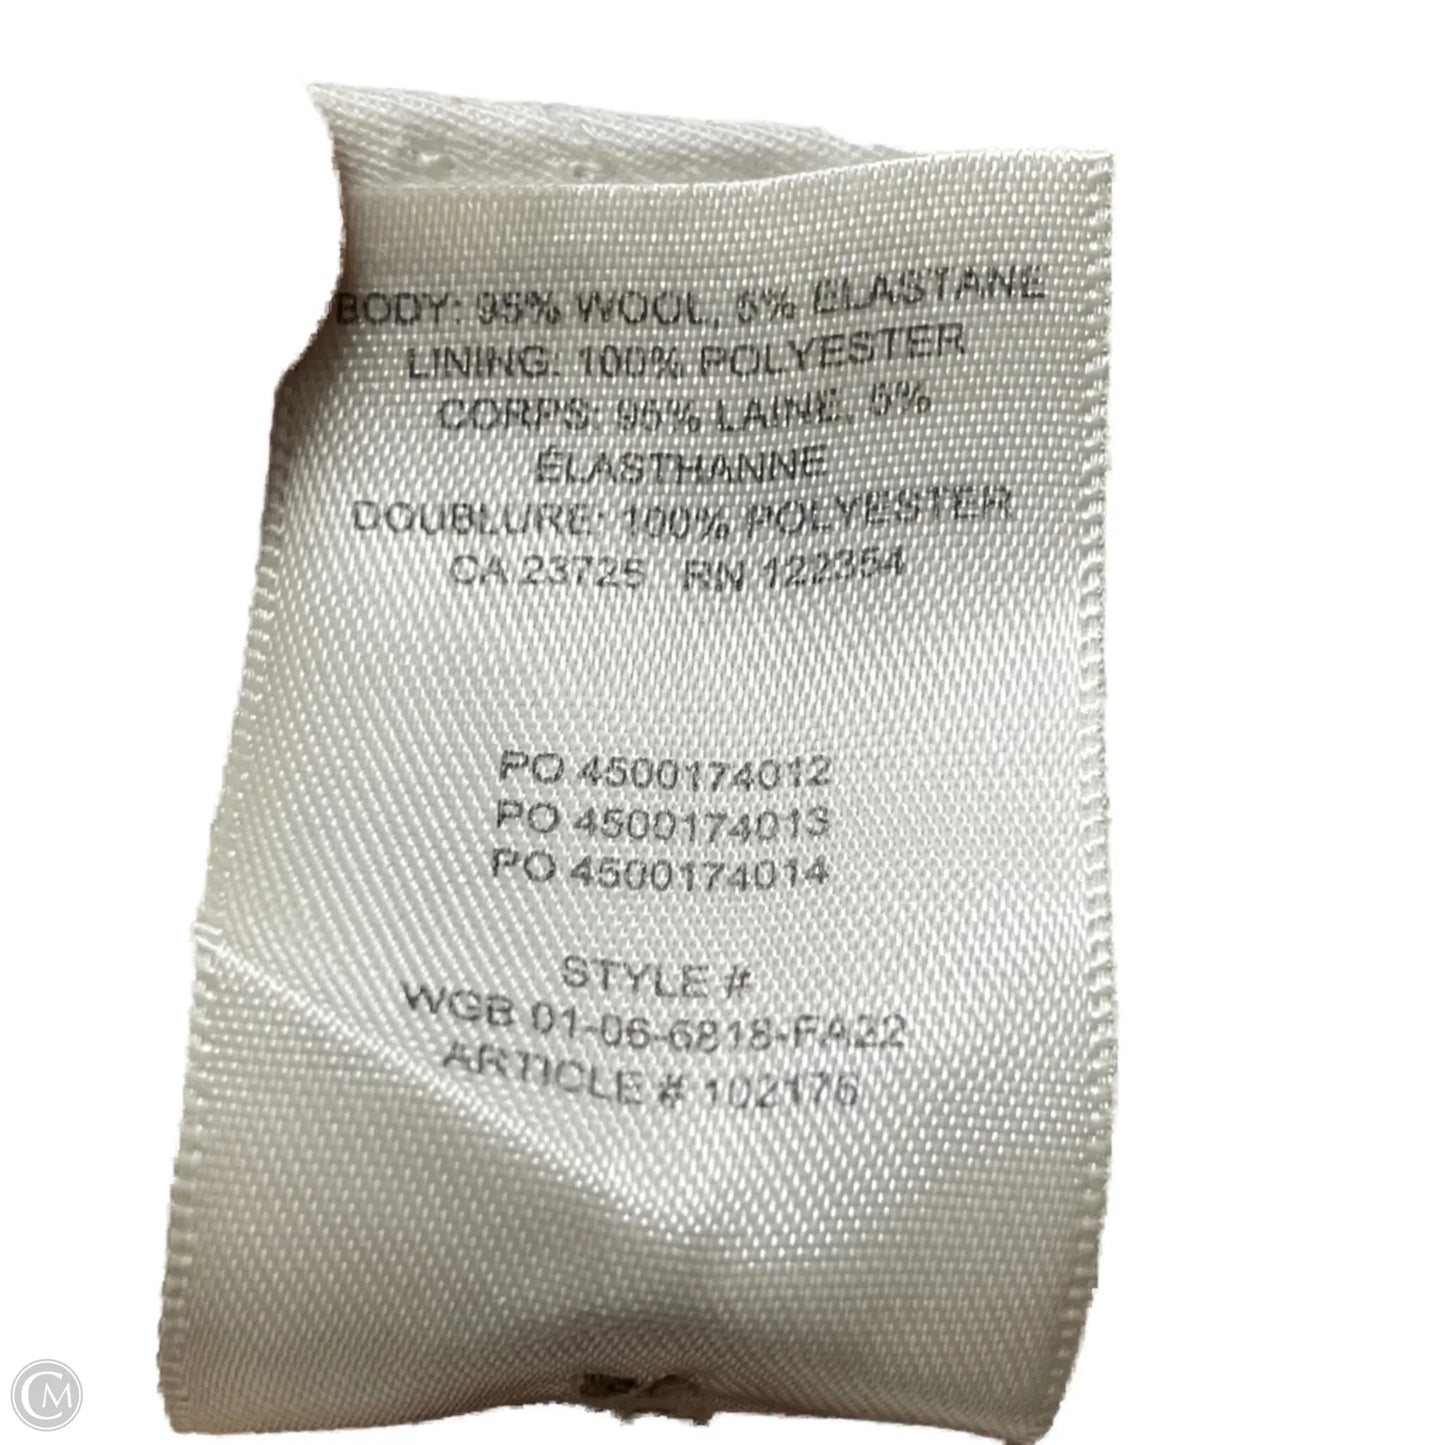 BODY: 95% WOOL, 5% ELASTANE
LINING: 100% POLYESTER
CORPS: 95% LAINE, 5%
ÉLASTHANNE
DOUBLURE: 100% POLYESTER
CA 23725 RN 122354
PO 4500174012
PO 4500174013
PO 4500174014
STYLE #
WGB 01-06-6818-FA22
ARTICLE # 102176
CM